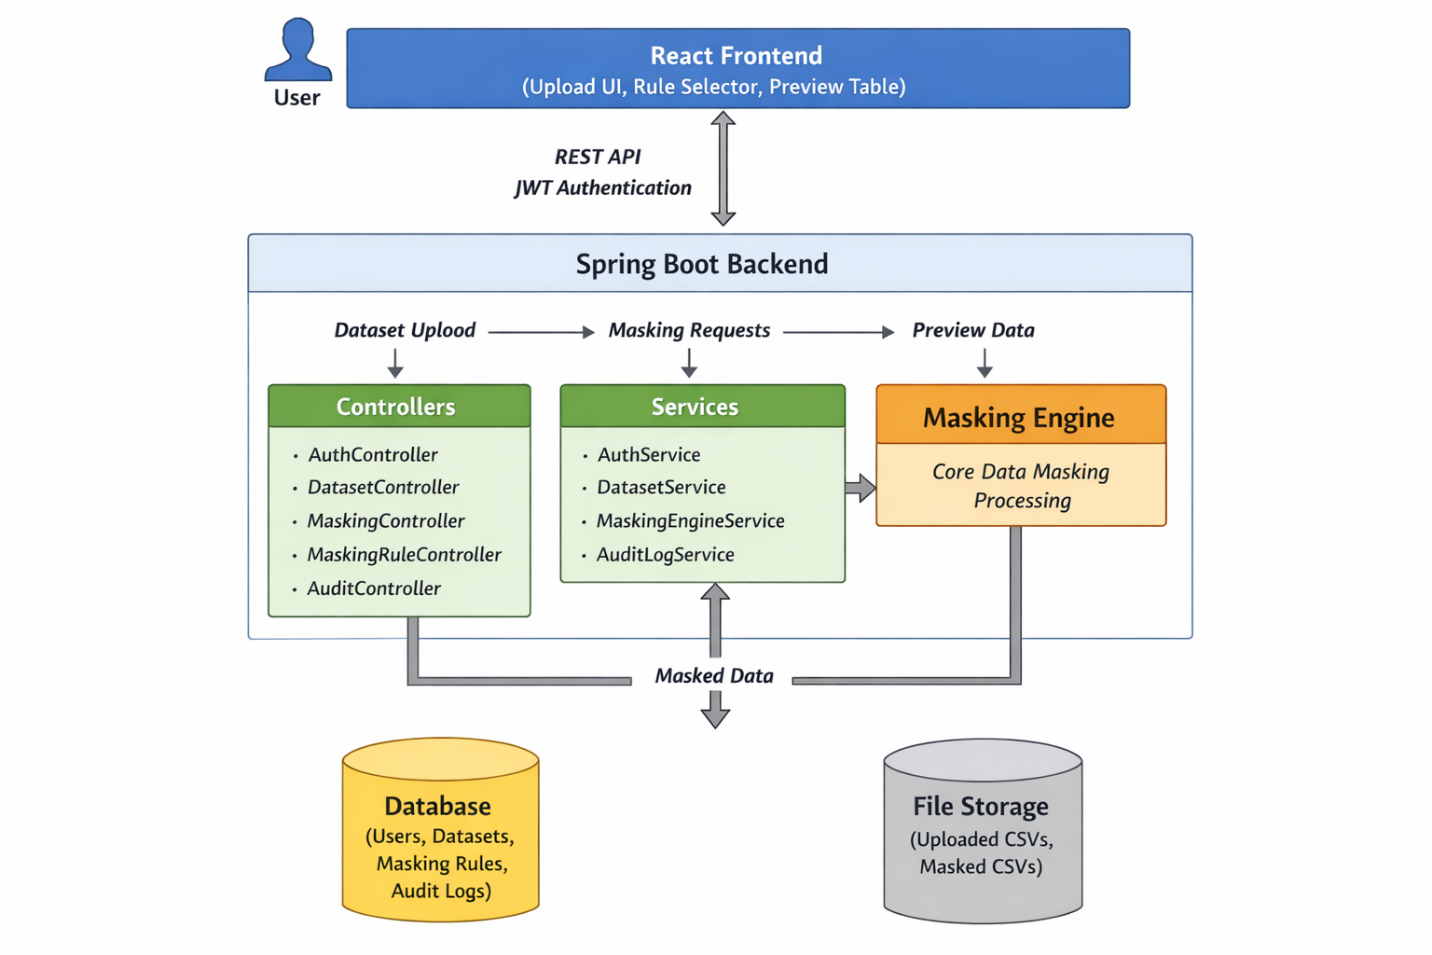 User
React Frontend
(Upload UI, Rule Selector, Preview Table)
REST API
JWT Authentication
Spring Boot Backend
Dataset Uplood
Masking Requests
Preview Data
Controllers
· AuthController
· DatasetController
· MaskingController
· MaskingRuleController
· AuditController
Services
· AuthService
· DatasetService
· MaskingEngineService
· AuditLogService
Masking Engine
Core Data Masking
Processing
Masked Data
Database
(Users, Datasets,
Masking Rules,
Audit Logs)
File Storage
(Uploaded CSVs,
Masked CSVs)